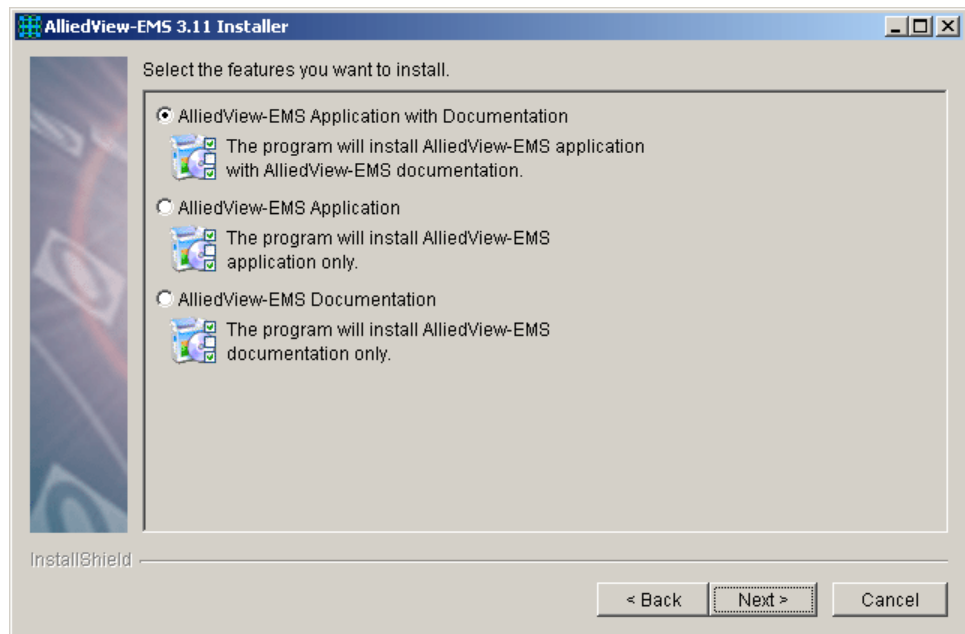 AlliedView-EMS 3.11 Installer
Select the features you want to install.
AlliedView-EMS Application with Documentation
The program will install AlliedView-EMS application
with AlliedView-EMS documentation.
AlliedView-EMS Application
The program will install AlliedView-EMS
application only.
AlliedView-EMS Documentation
The program will install AlliedView-EMS
documentation only.
InstallShield
< Back
Next >
Cancel